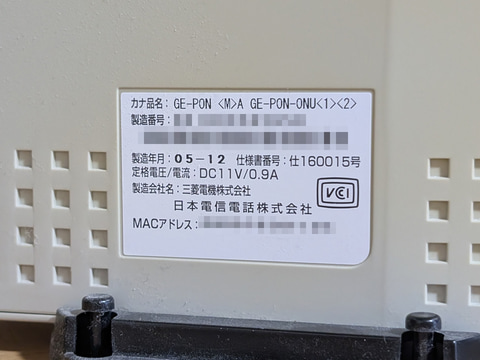 カナ品名: GE-PON <M>A GE-PON-ONU<1><2>
製造番号:
製造年月: 05-12 仕様書番号: 仕160015号
定格電圧/電流: DC11V/0.9A
製造会社名: 三菱電機株式会社
日本電信電話株式会社
VCI
MACアドレス: